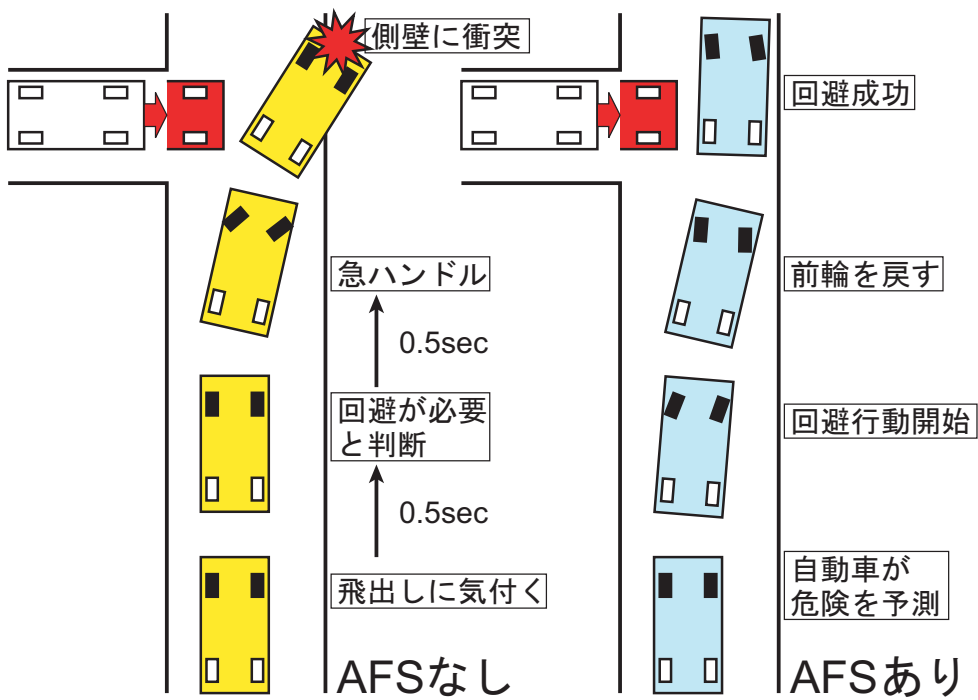 側壁に衝突
急ハンドル
0.5sec
回避が必要
と判断
0.5sec
飛出しに気付く
AFSなし
回避成功
前輪を戻す
回避行動開始
自動車が
危険を予測
AFSあり